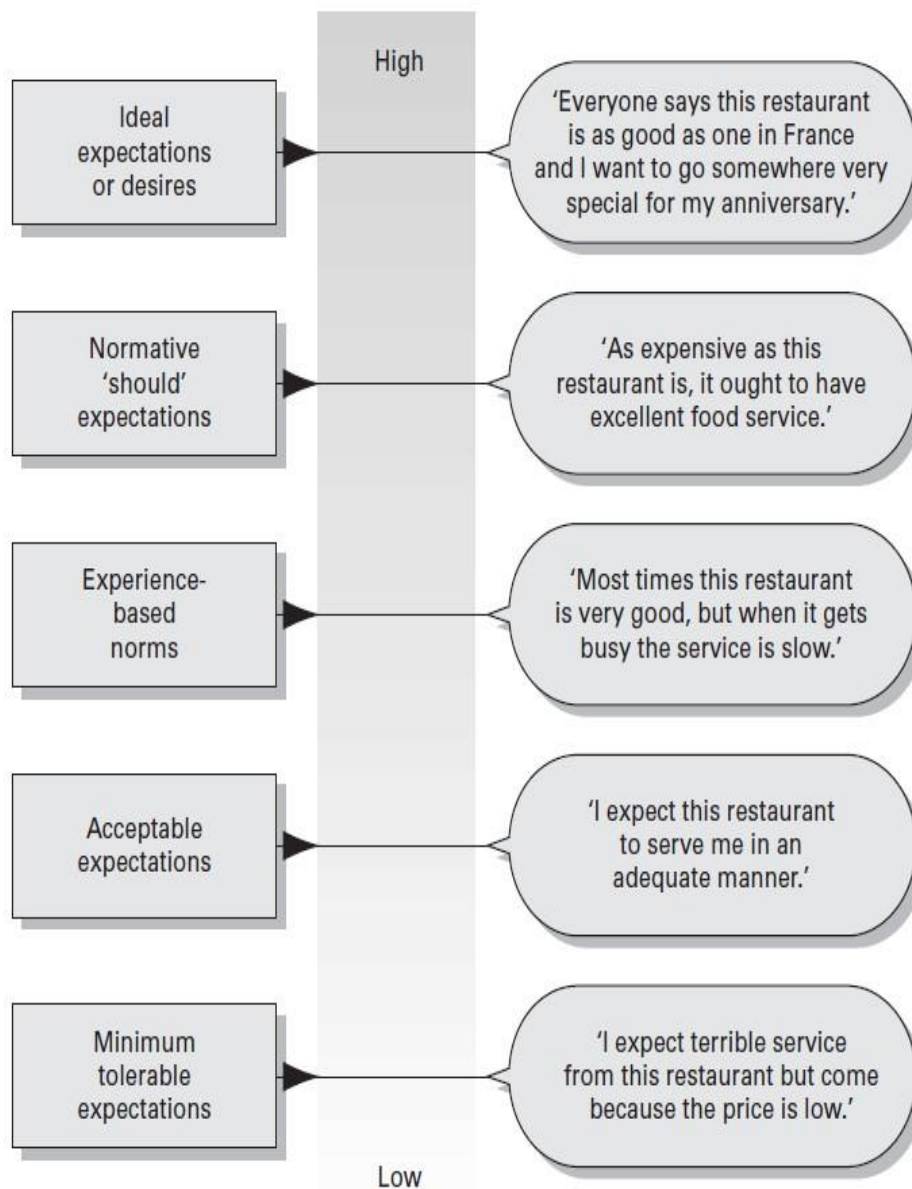 High
Ideal
expectations
or desires
‘Everyone says this restaurant
is as good as one in France
and I want to go somewhere very
special for my anniversary.’
Normative
‘should’
expectations
‘As expensive as this
restaurant is, it ought to have
excellent food service.’
Experience-
based
norms
‘Most times this restaurant
is very good, but when it gets
busy the service is slow.’
Acceptable
expectations
‘I expect this restaurant
to serve me in an
adequate manner.’
Minimum
tolerable
expectations
‘I expect terrible service
from this restaurant but come
because the price is low.’
Low